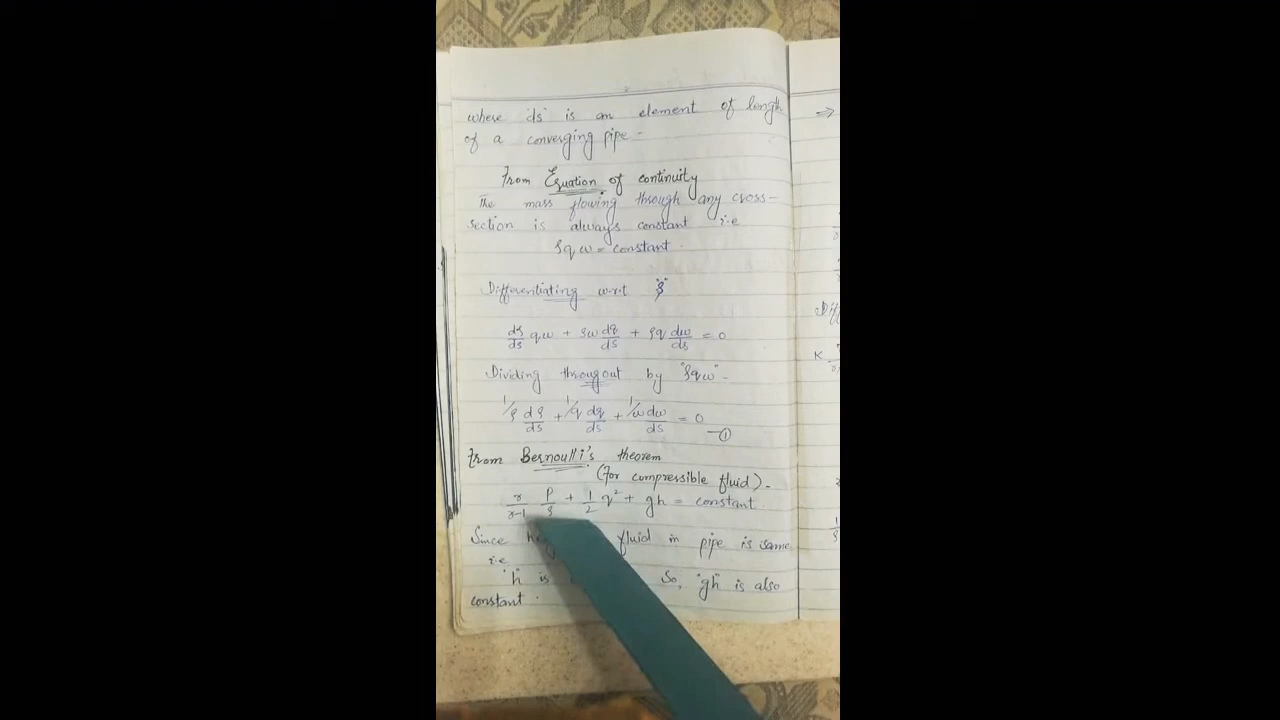 where "ds" is an element of length
of a converging pipe -
From Equation of continuity
The mass flowing through any cross-
section is always constant i.e
ρqω = constant.
Differentiating w.r.t "s"
dρ/ds qω + ρω dq/ds + ρq dω/ds = 0
Dividing througout by "ρqω" -
1/ρ dρ/ds + 1/q dq/ds + 1/ω dω/ds = 0 —①
From Bernoulli's theorem
(For compressible fluid) -
γ/γ-1 P/ρ + 1/2 q² + gh = constant
Since fluid in pipe is same
i.e
"h" is So, "gh" is also
constant.
⇒
Diff
K